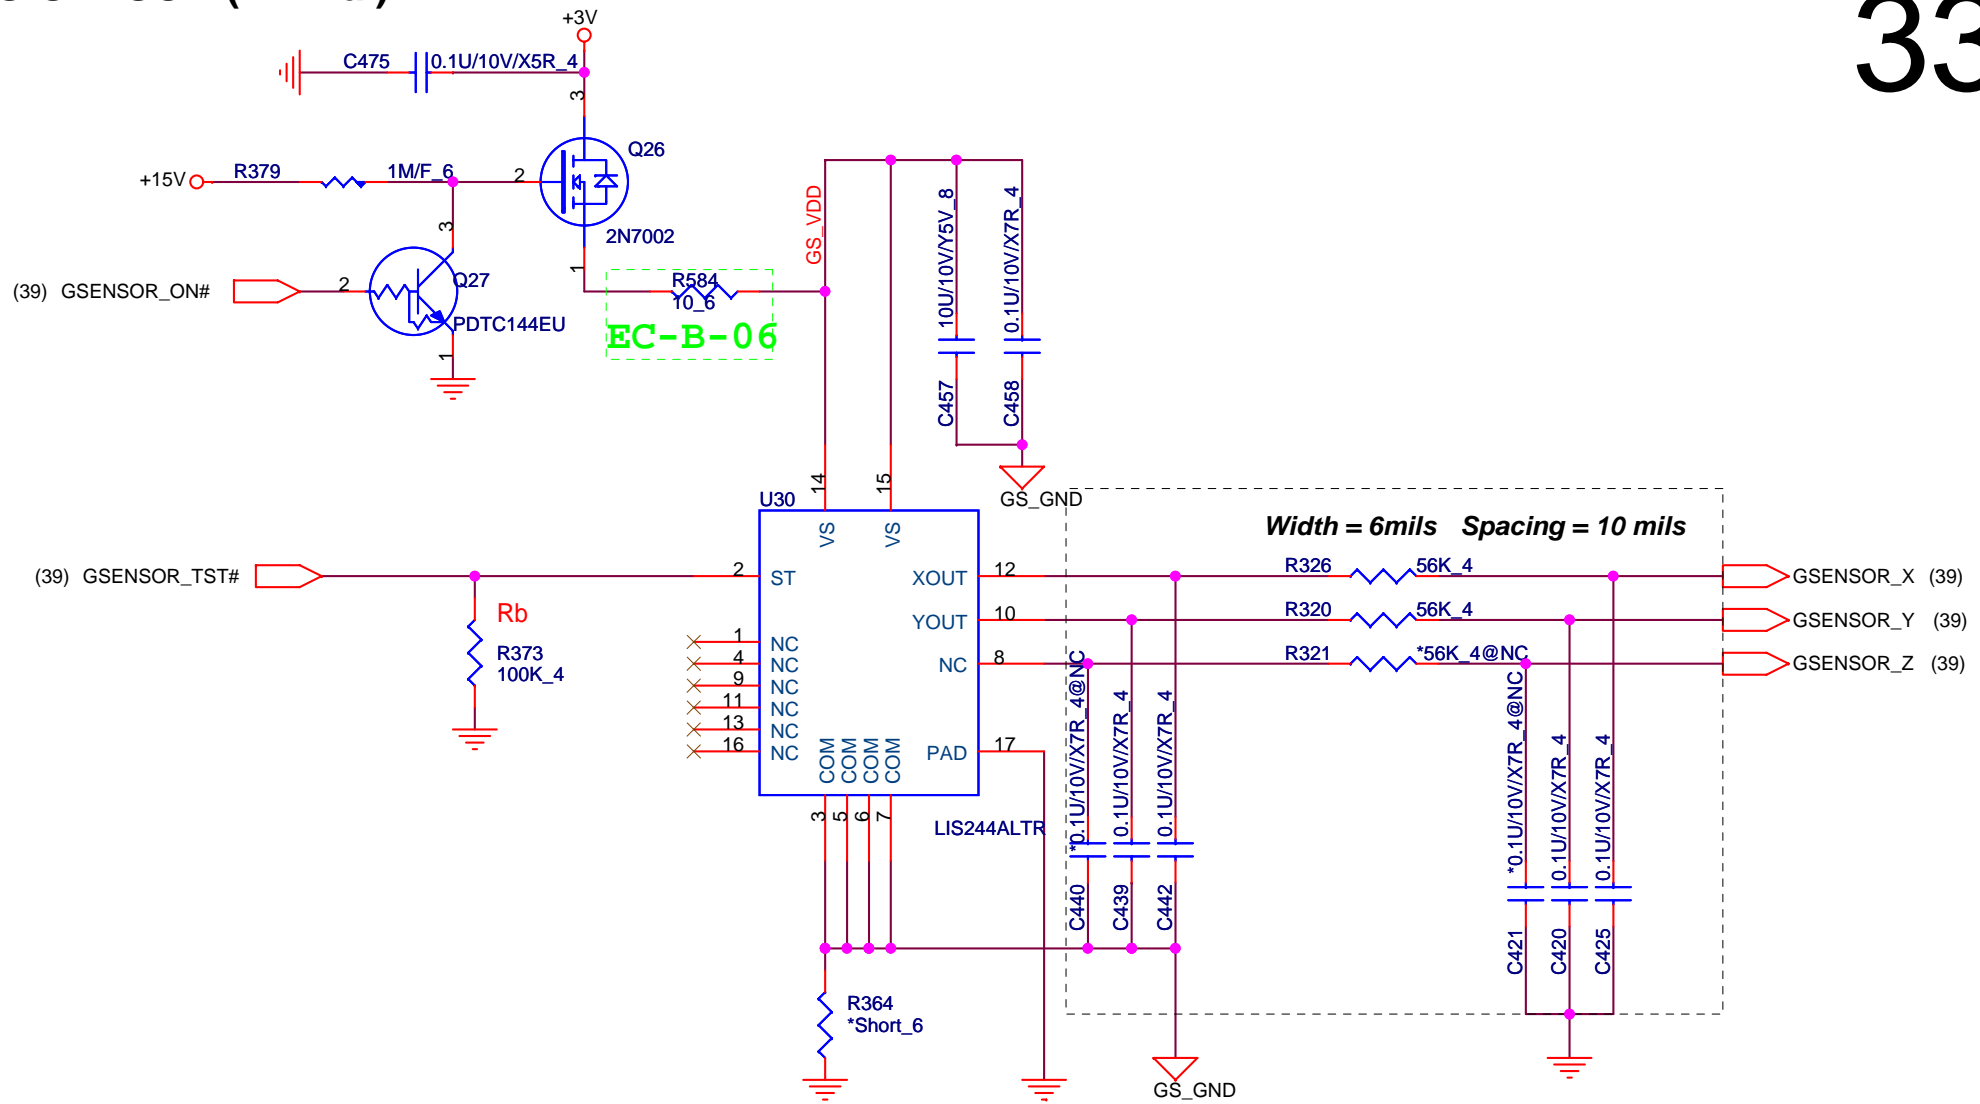 33
+3V
C475
0.1U/10V/X5R_4
3
Q26
+15V
R379
1M/F_6
2
2N7002
1
3
(39) GSENSOR_ON#
2
Q27
PDTC144EU
1
R584
10_6
EC-B-06
GS_VDD
10U/10V/Y5V_8
0.1U/10V/X7R_4
C457
C458
GS_GND
14
15
U30
VS
VS
Width = 6mils Spacing = 10 mils
(39) GSENSOR_TST#
2
ST
XOUT
12
R326
56K_4
GSENSOR_X (39)
Rb
R373
100K_4
YOUT
10
R320
56K_4
GSENSOR_Y (39)
1
NC
4
NC
9
NC
11
NC
13
NC
16
NC
NC
8
R321
*56K_4@NC
GSENSOR_Z (39)
PAD
17
COM
COM
COM
COM
3
5
6
7
LIS244ALTR
*0.1U/10V/X7R_4@NC
0.1U/10V/X7R_4
0.1U/10V/X7R_4
C440
C439
C442
*0.1U/10V/X7R_4@NC
0.1U/10V/X7R_4
0.1U/10V/X7R_4
C421
C420
C425
R364
*Short_6
GS_GND